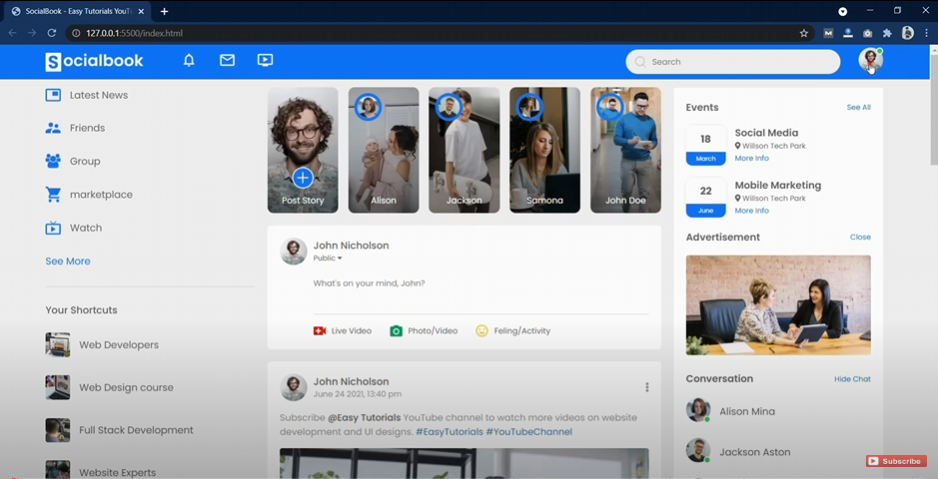 SocialBook - Easy Tutorials YouT
127.0.0.1:5500/index.html
Socialbook
Search
Latest News
Friends
Group
marketplace
Watch
See More
Your Shortcuts
Web Developers
Web Design course
Full Stack Development
Website Experts
Post Story
Alison
Jackson
Samona
John Doe
John Nicholson
Public
What's on your mind, John?
Live Video
Photo/Video
Feling/Activity
John Nicholson
June 24 2021, 13:40 pm
Subscribe @Easy Tutorials YouTube channel to watch more videos on website
development and UI designs. #EasyTutorials #YouTubeChannel
Events
See All
18
March
Social Media
Willson Tech Park
More Info
22
June
Mobile Marketing
Willson Tech Park
More Info
Advertisement
Close
Conversation
Hide Chat
Alison Mina
Jackson Aston
Subscribe